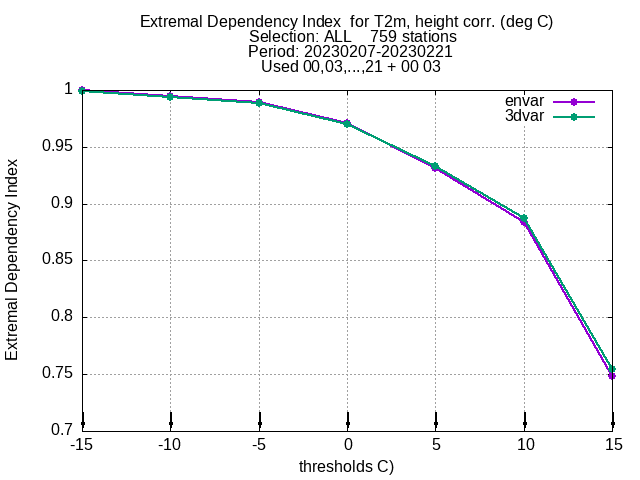 Extremal Dependency Index  for T2m, height corr. (deg C)
Selection: ALL    759 stations
Period: 20230207-20230221
Used 00,03,...,21 + 00 03
envar
3dvar
Extremal Dependency Index
1
0.95
0.9
0.85
0.8
0.75
0.7
-15 -10 -5 0 5 10 15
thresholds C)